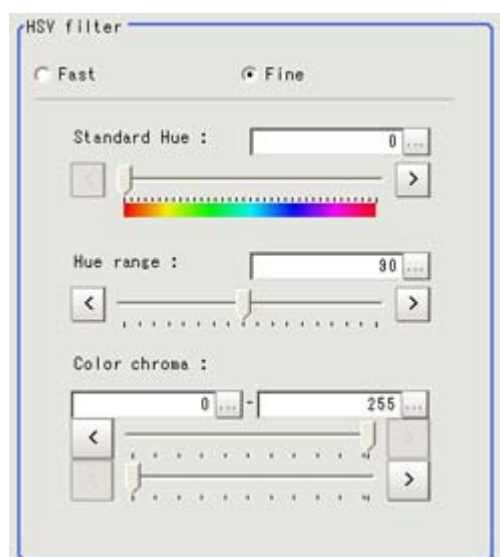 HSV filter
Fast Fine
Standard Hue : 0 ...
< >
Hue range : 90 ...
< >
Color chroma :
0 ... - 255 ...
< >
< >